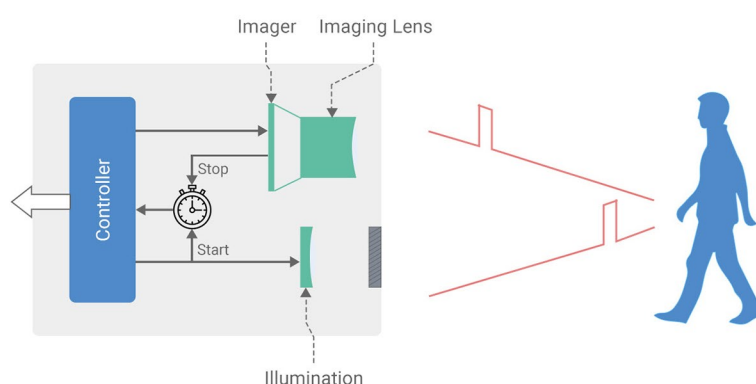 Imager
Imaging Lens
Controller
Stop
Start
Illumination